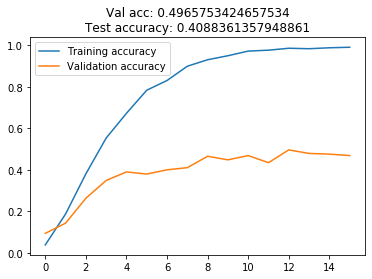 Val acc: 0.4965753424657534
Test accuracy: 0.4088361357948861
Training accuracy
Validation accuracy
1.0
0.8
0.6
0.4
0.2
0.0
0 2 4 6 8 10 12 14